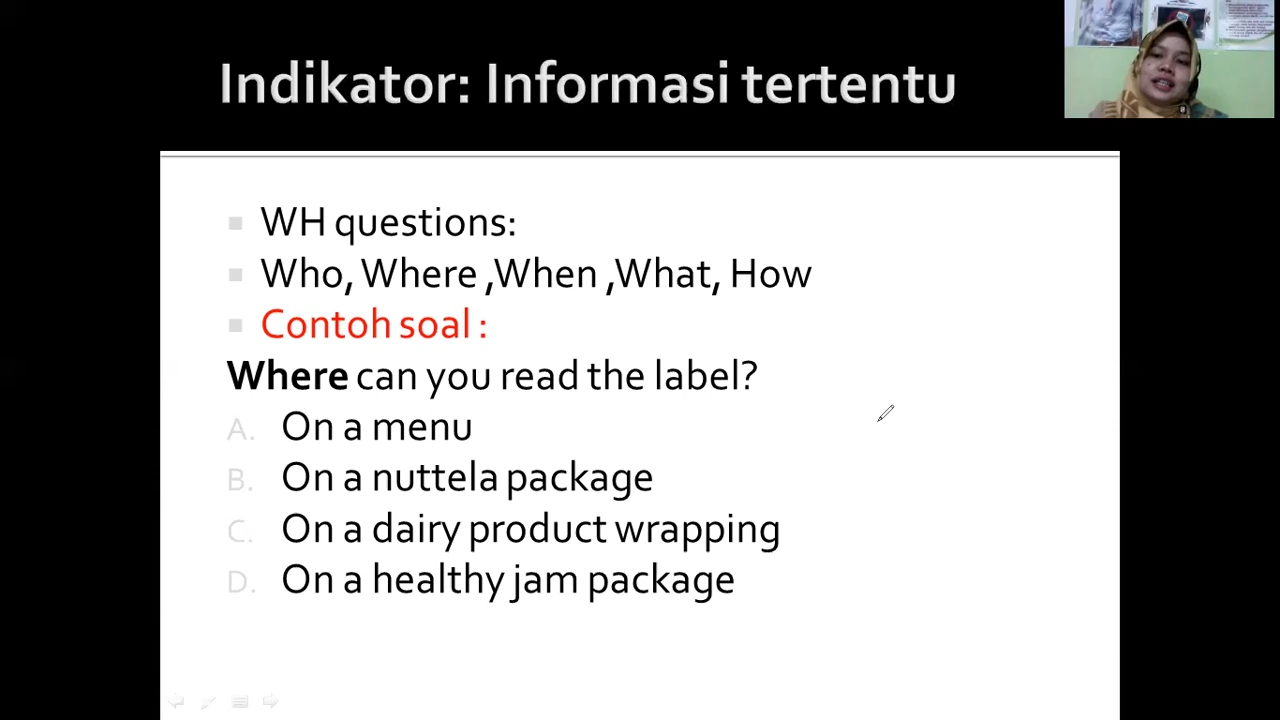 Indikator: Informasi tertentu
WH questions:
Who, Where ,When ,What, How
Contoh soal :
Where can you read the label?
A. On a menu
B. On a nuttela package
C. On a dairy product wrapping
D. On a healthy jam package